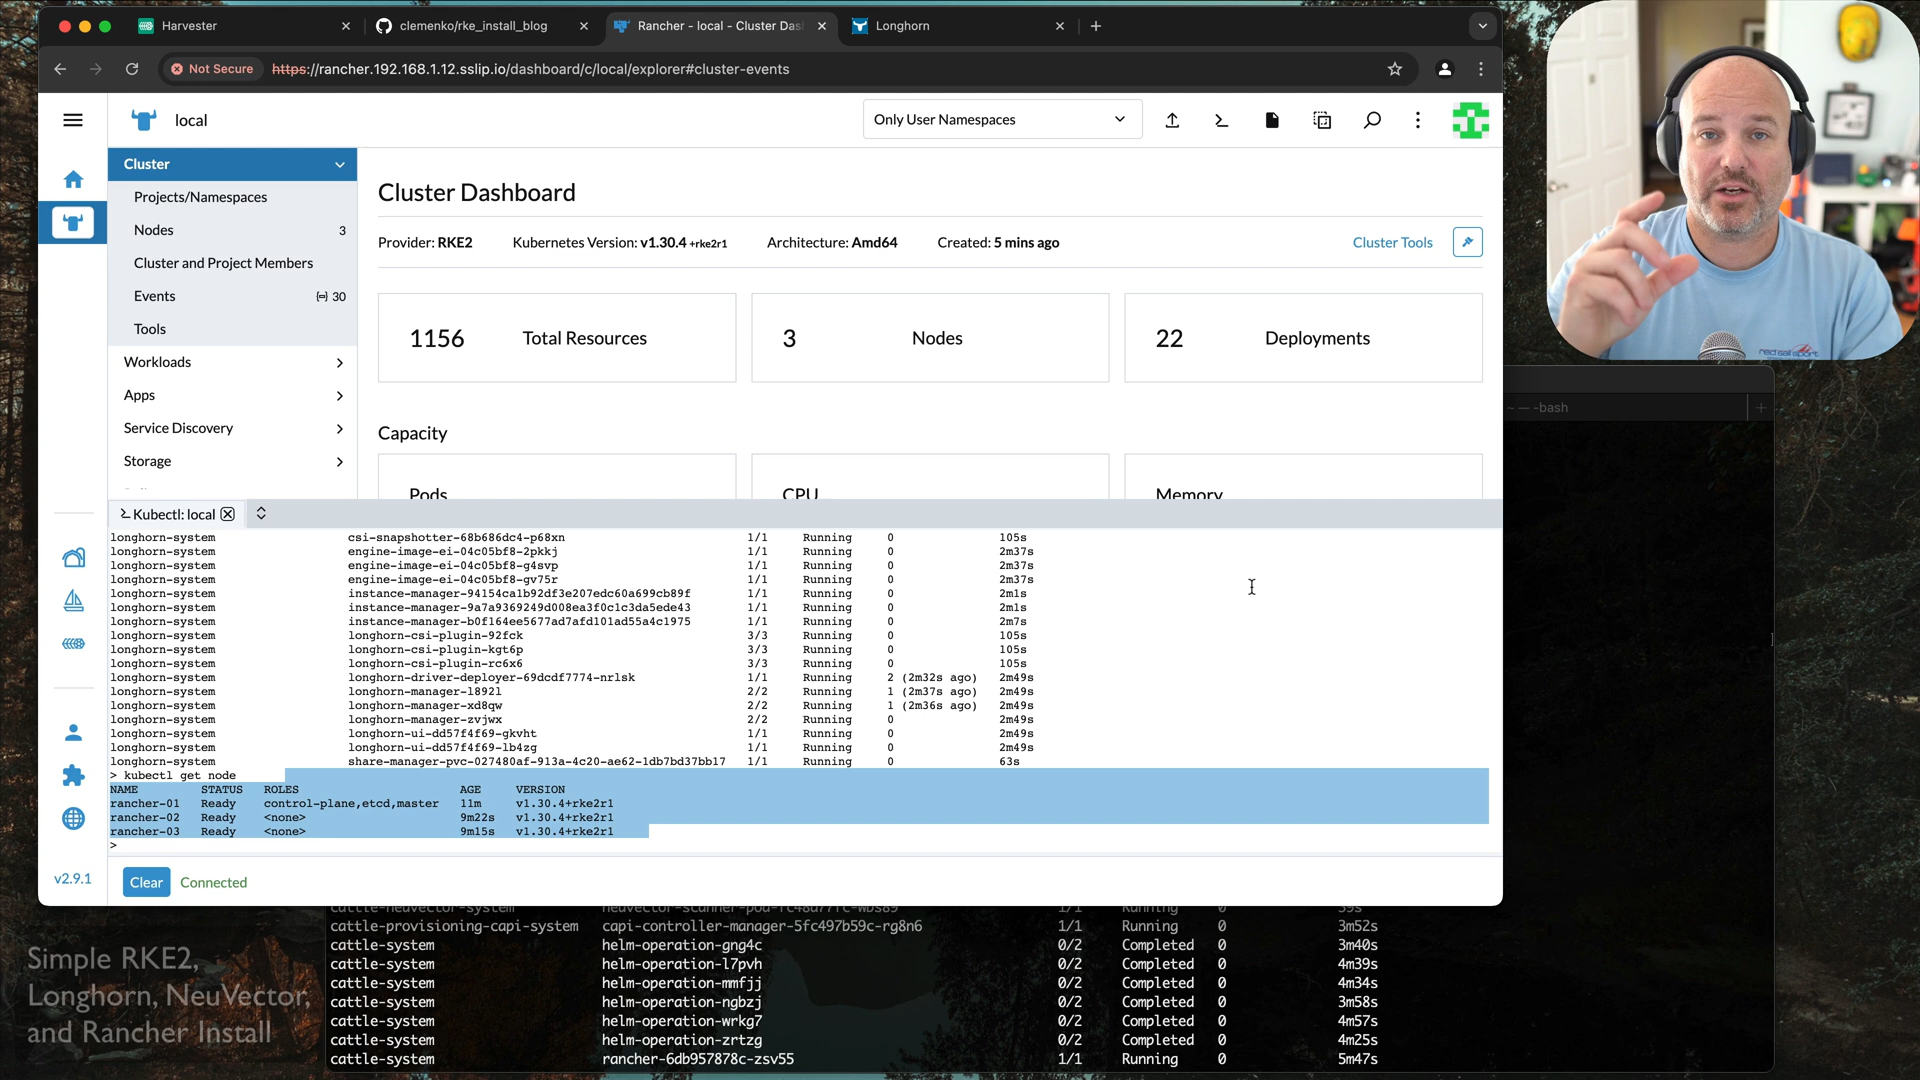 Harvester
clemenko/rke_install_blog
Rancher - local - Cluster Das
Longhorn
Not Secure
https://rancher.192.168.1.12.sslip.io/dashboard/c/local/explorer#cluster-events
local
Only User Namespaces
Cluster
Projects/Namespaces
Nodes 3
Cluster and Project Members
Events 30
Tools
Workloads
Apps
Service Discovery
Storage
v2.9.1
Cluster Dashboard
Provider: RKE2 Kubernetes Version: v1.30.4 +rke2r1 Architecture: Amd64 Created: 5 mins ago Cluster Tools
1156 Total Resources
3 Nodes
22 Deployments
Capacity
Pods
CPU
Memory
Kubectl: local
longhorn-system csi-snapshotter-68b686dc4-p68xn 1/1 Running 0 105s
longhorn-system engine-image-ei-04c05bf8-2pkkj 1/1 Running 0 2m37s
longhorn-system engine-image-ei-04c05bf8-g4svp 1/1 Running 0 2m37s
longhorn-system engine-image-ei-04c05bf8-gv75r 1/1 Running 0 2m37s
longhorn-system instance-manager-94154ca1b92df3e207edc60a699cb89f 1/1 Running 0 2m1s
longhorn-system instance-manager-9a7a9369249d008ea3f0c1c3da5ede43 1/1 Running 0 2m1s
longhorn-system instance-manager-b0f164ee5677ad7afd101ad55a4c1975 1/1 Running 0 2m7s
longhorn-system longhorn-csi-plugin-92fck 3/3 Running 0 105s
longhorn-system longhorn-csi-plugin-kgt6p 3/3 Running 0 105s
longhorn-system longhorn-csi-plugin-rc6x6 3/3 Running 0 105s
longhorn-system longhorn-driver-deployer-69dcdf7774-nrlsk 1/1 Running 2 (2m32s ago) 2m49s
longhorn-system longhorn-manager-l892l 2/2 Running 1 (2m37s ago) 2m49s
longhorn-system longhorn-manager-xd8qw 2/2 Running 1 (2m36s ago) 2m49s
longhorn-system longhorn-manager-zvjwx 2/2 Running 0 2m49s
longhorn-system longhorn-ui-dd57f4f69-gkvht 1/1 Running 0 2m49s
longhorn-system longhorn-ui-dd57f4f69-lb4zg 1/1 Running 0 2m49s
longhorn-system share-manager-pvc-027480af-913a-4c20-ae62-1db7bd37bb17 1/1 Running 0 63s
> kubectl get node
NAME STATUS ROLES AGE VERSION
rancher-01 Ready control-plane,etcd,master 11m v1.30.4+rke2r1
rancher-02 Ready <none> 9m22s v1.30.4+rke2r1
rancher-03 Ready <none> 9m15s v1.30.4+rke2r1
>
Clear Connected
~ — -bash
cattle-provisioning-capi-system capi-controller-manager-5fc497b59c-rg8n6 1/1 Running 0 3m52s
cattle-system helm-operation-gng4c 0/2 Completed 0 3m40s
cattle-system helm-operation-l7pvh 0/2 Completed 0 4m39s
cattle-system helm-operation-mmfjj 0/2 Completed 0 4m34s
cattle-system helm-operation-ngbzj 0/2 Completed 0 3m58s
cattle-system helm-operation-wrkg7 0/2 Completed 0 4m57s
cattle-system helm-operation-zrtzg 0/2 Completed 0 4m25s
cattle-system rancher-6db957878c-zsv55 1/1 Running 0 5m47s
Simple RKE2,
Longhorn, NeuVector,
and Rancher Install